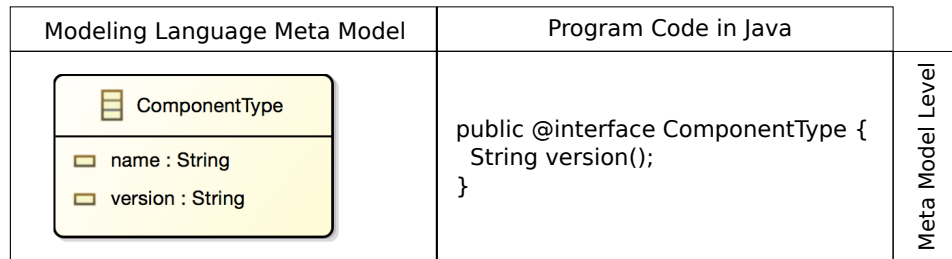 Modeling Language Meta Model
Program Code in Java
ComponentType
name : String
version : String
public @interface ComponentType {
String version();
}
Meta Model Level